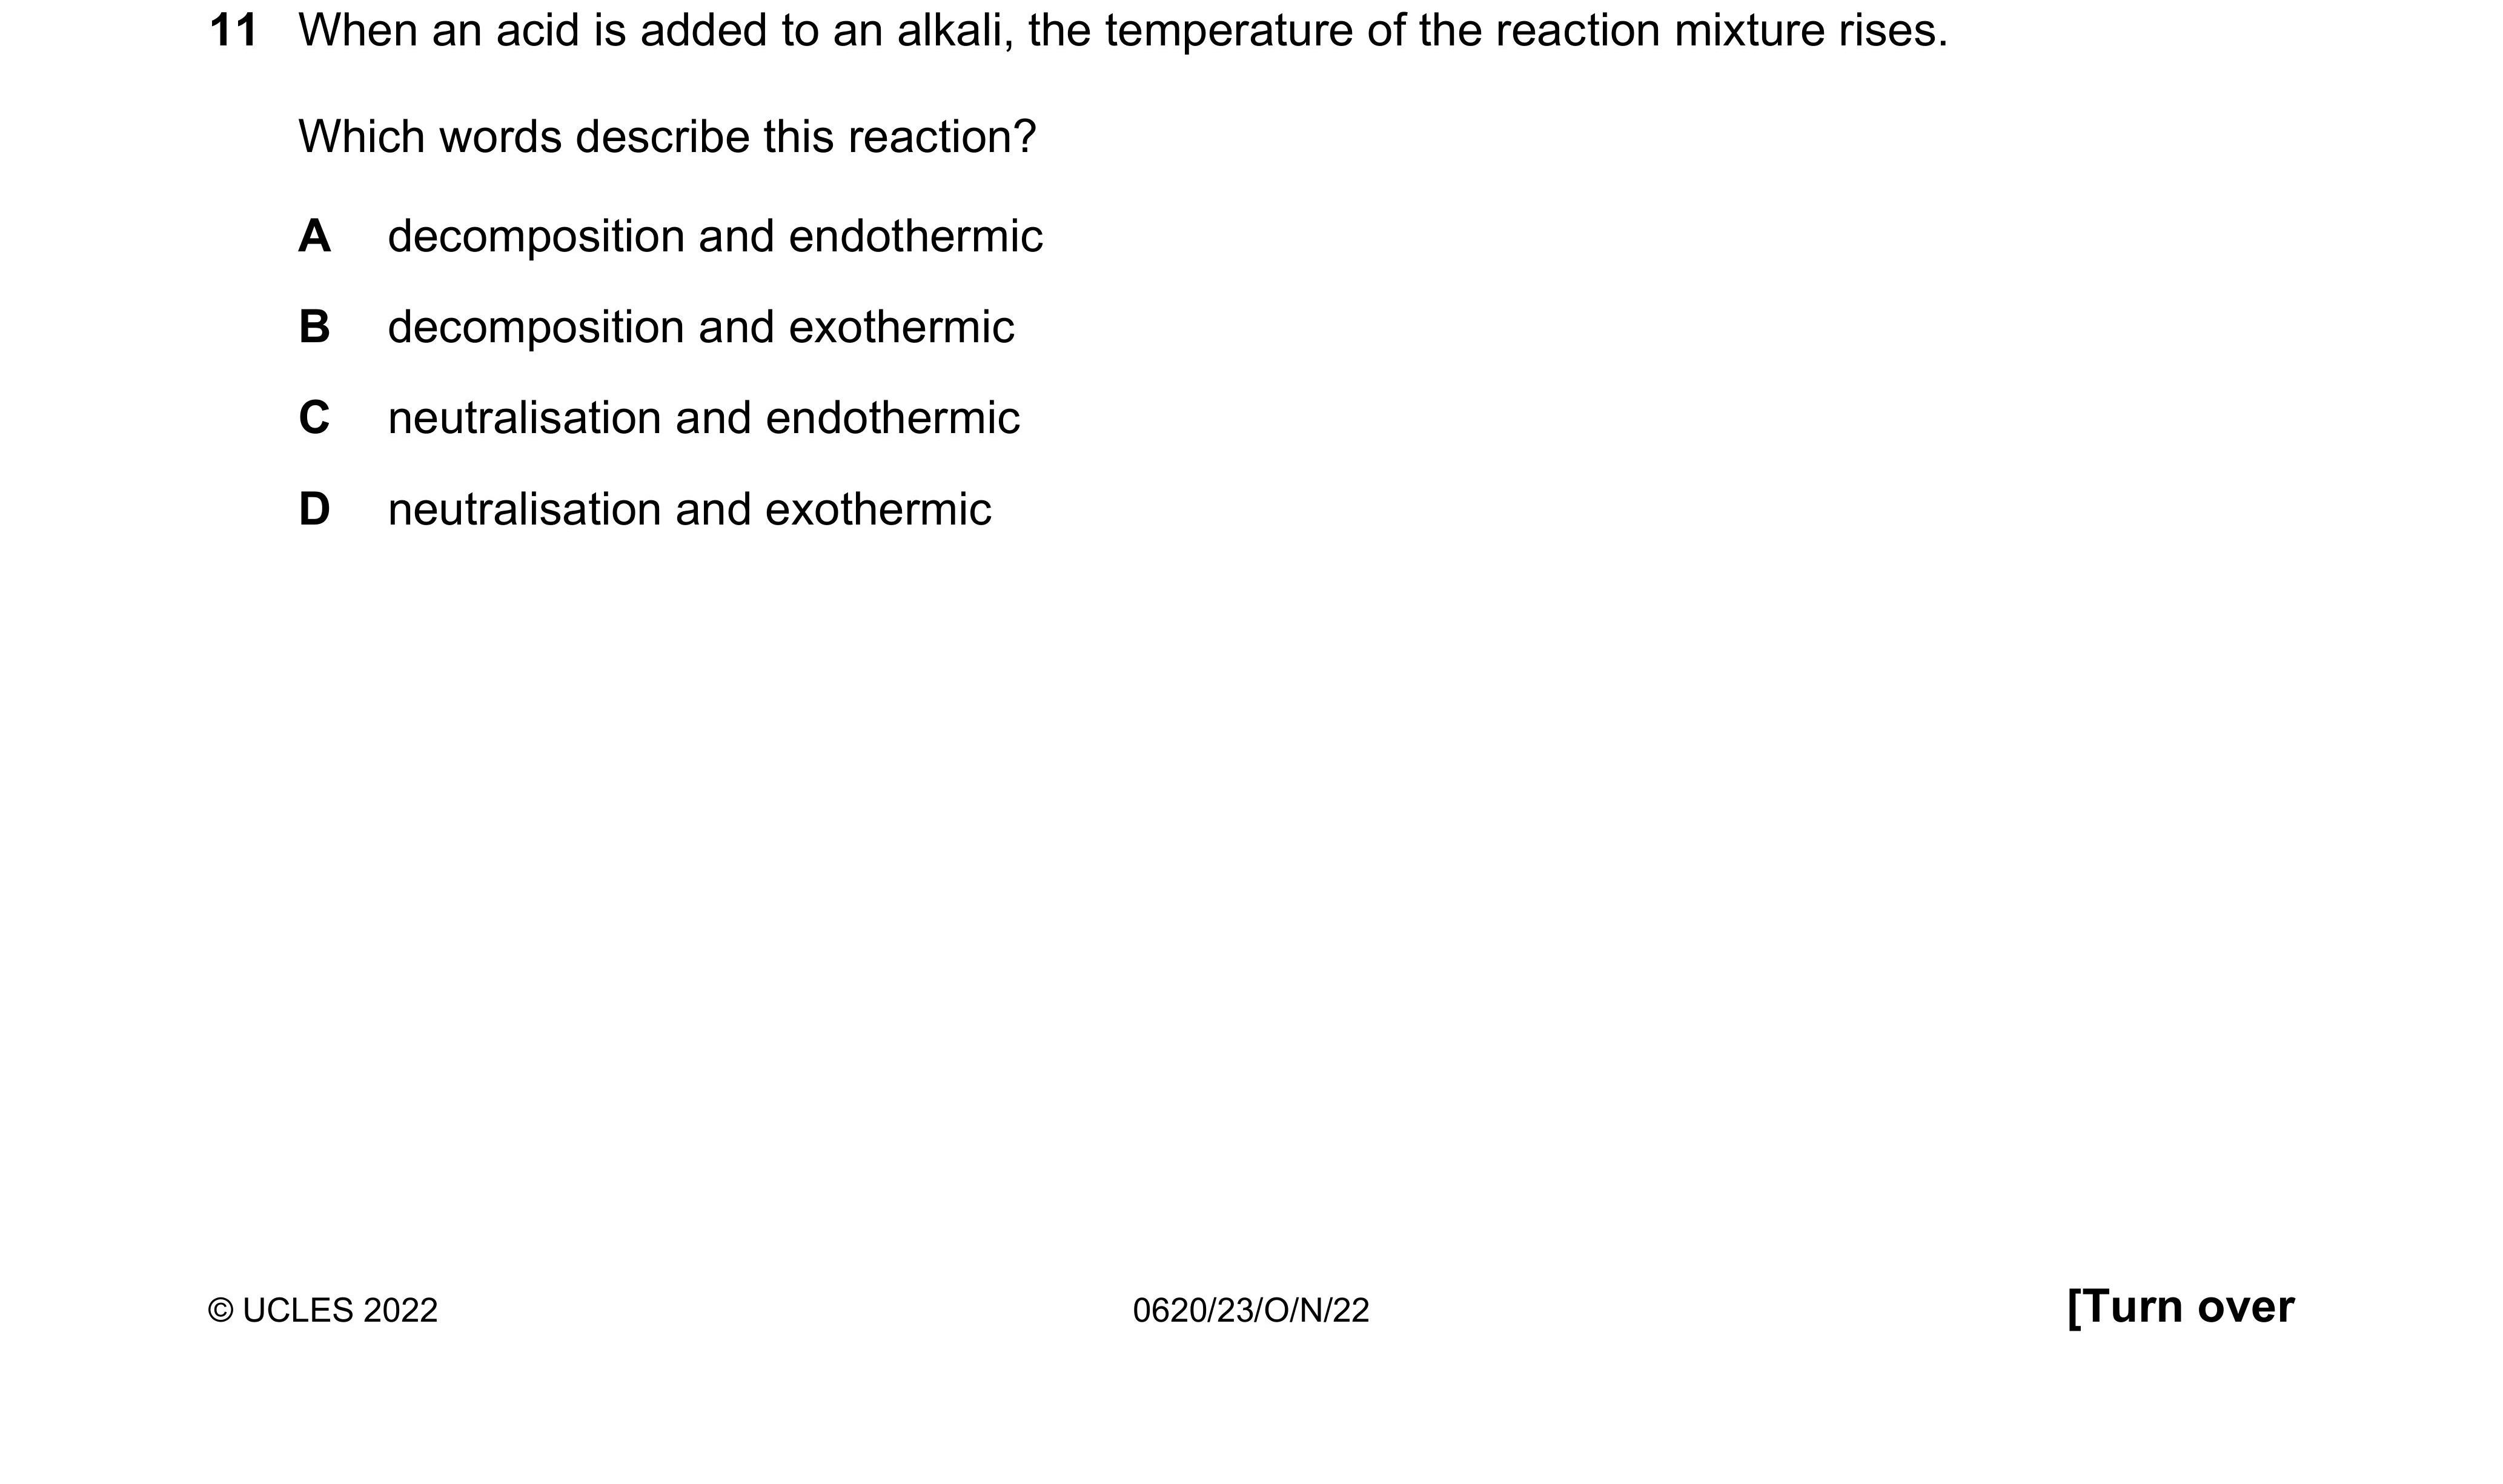 11 When an acid is added to an alkali, the temperature of the reaction mixture rises.
Which words describe this reaction?
A decomposition and endothermic
B decomposition and exothermic
C neutralisation and endothermic
D neutralisation and exothermic
© UCLES 2022 0620/23/O/N/22 [Turn over